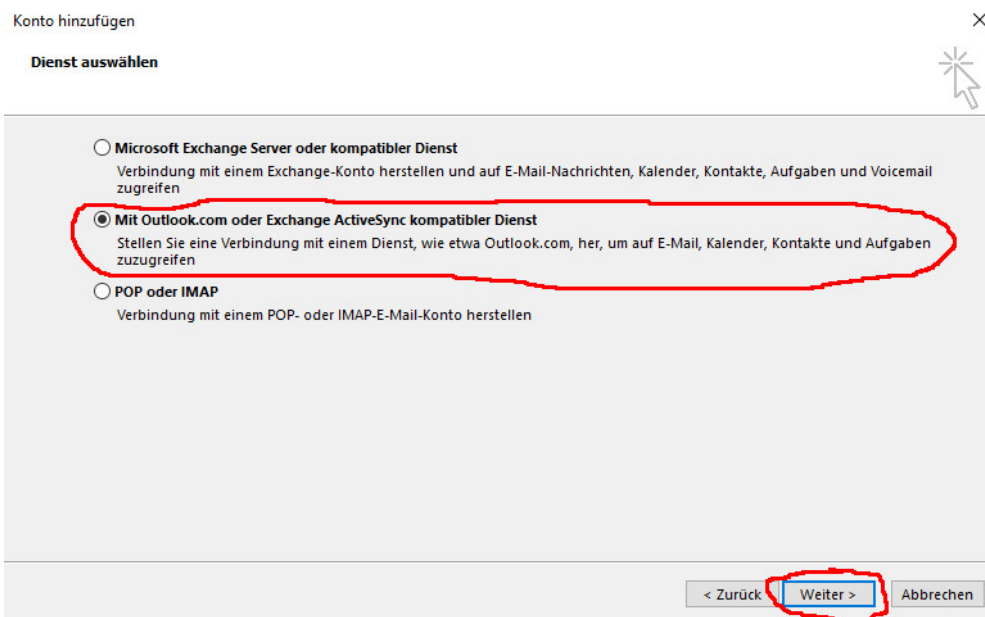 Konto hinzufügen
Dienst auswählen
Microsoft Exchange Server oder kompatibler Dienst
Verbindung mit einem Exchange-Konto herstellen und auf E-Mail-Nachrichten, Kalender, Kontakte, Aufgaben und Voicemail
zugreifen
Mit Outlook.com oder Exchange ActiveSync kompatibler Dienst
Stellen Sie eine Verbindung mit einem Dienst, wie etwa Outlook.com, her, um auf E-Mail, Kalender, Kontakte und Aufgaben
zuzugreifen
POP oder IMAP
Verbindung mit einem POP- oder IMAP-E-Mail-Konto herstellen
< Zurück Weiter > Abbrechen